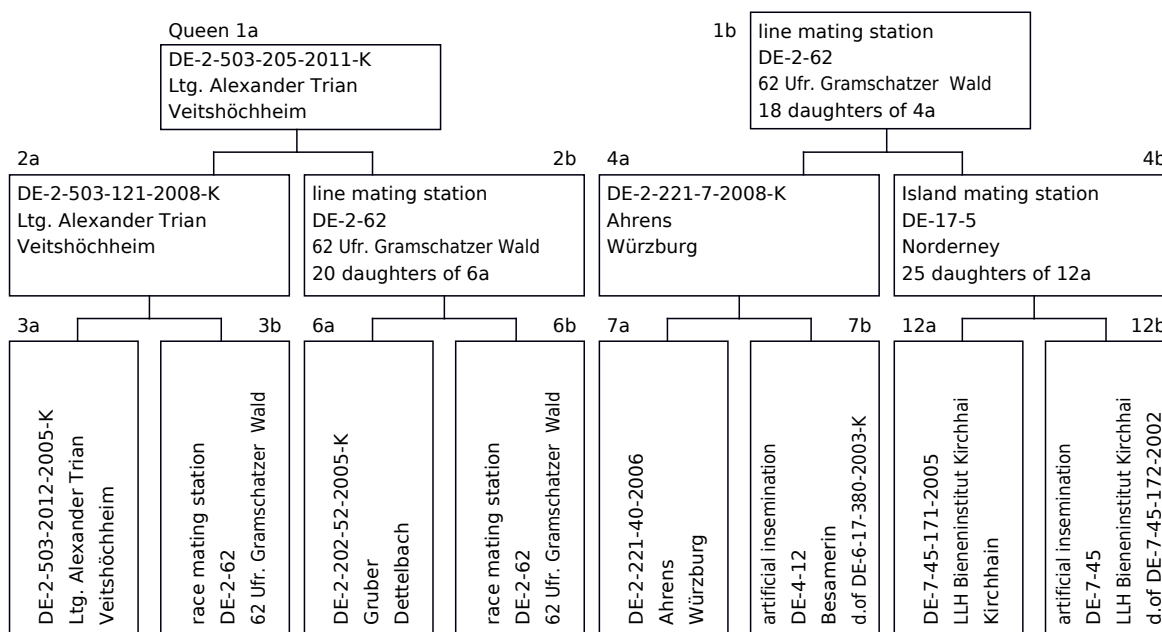 Queen 1a
DE-2-503-205-2011-K
Ltg. Alexander Trian
Veitshöchheim
1b
line mating station
DE-2-62
62 Ufr. Gramschatzer Wald
18 daughters of 4a
2a
DE-2-503-121-2008-K
Ltg. Alexander Trian
Veitshöchheim
2b
line mating station
DE-2-62
62 Ufr. Gramschatzer Wald
20 daughters of 6a
4a
DE-2-221-7-2008-K
Ahrens
Würzburg
4b
Island mating station
DE-17-5
Norderney
25 daughters of 12a
3a
DE-2-503-2012-2005-K
Ltg. Alexander Trian
Veitshöchheim
3b
race mating station
DE-2-62
62 Ufr. Gramschatzer Wald
6a
DE-2-202-52-2005-K
Gruber
Dettelbach
6b
race mating station
DE-2-62
62 Ufr. Gramschatzer Wald
7a
DE-2-221-40-2006
Ahrens
Würzburg
7b
artificial insemination
DE-4-12
Besamerin
d.of DE-6-17-380-2003-K
12a
DE-7-45-171-2005
LLH Bieneninstitut Kirchhai
Kirchhain
12b
artificial insemination
DE-7-45
LLH Bieneninstitut Kirchhai
d.of DE-7-45-172-2002